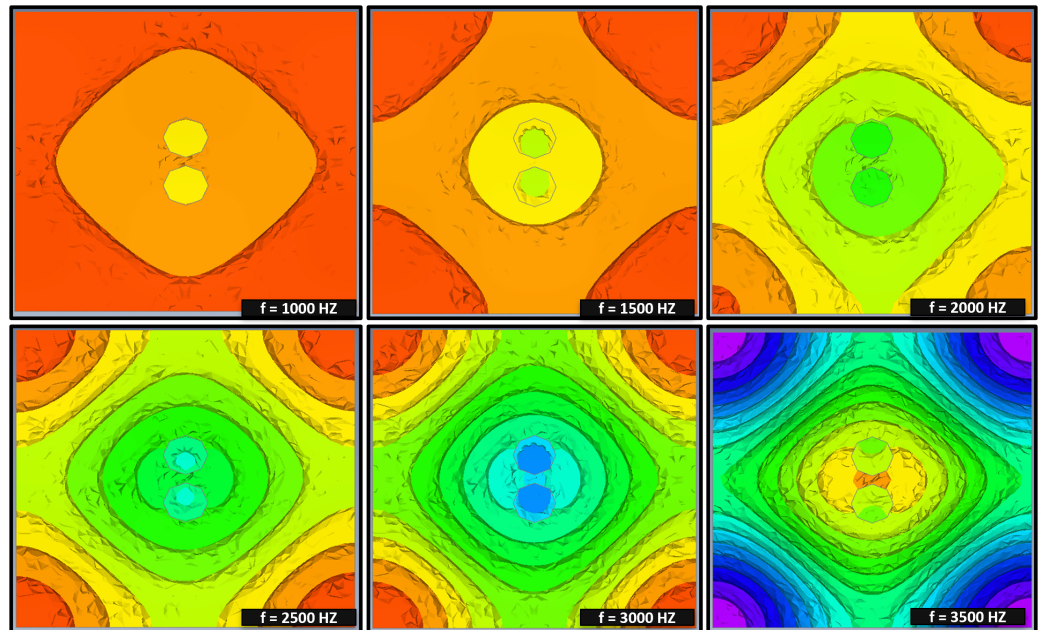 f = 1000 HZ
f = 1500 HZ
f = 2000 HZ
f = 2500 HZ
f = 3000 HZ
f = 3500 HZ